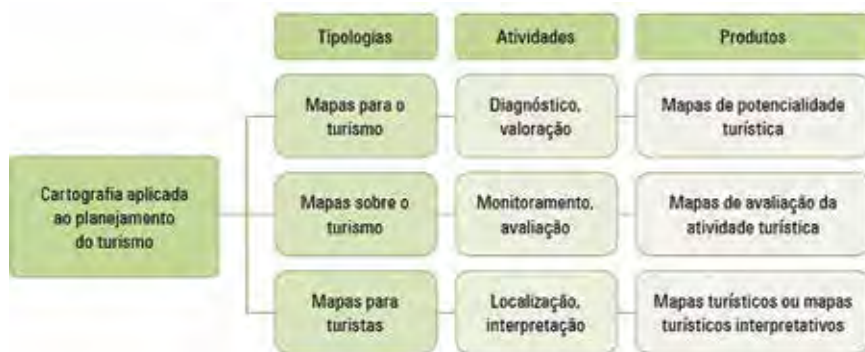 Tipologias
Atividades
Produtos
Cartografia aplicada
ao planejamento
do turismo
Mapas para o
turismo
Diagnóstico,
valoração
Mapas de potencialidade
turística
Mapas sobre o
turismo
Monitoramento,
avaliação
Mapas de avaliação da
atividade turística
Mapas para
turistas
Localização,
interpretação
Mapas turísticos ou mapas
turísticos interpretativos